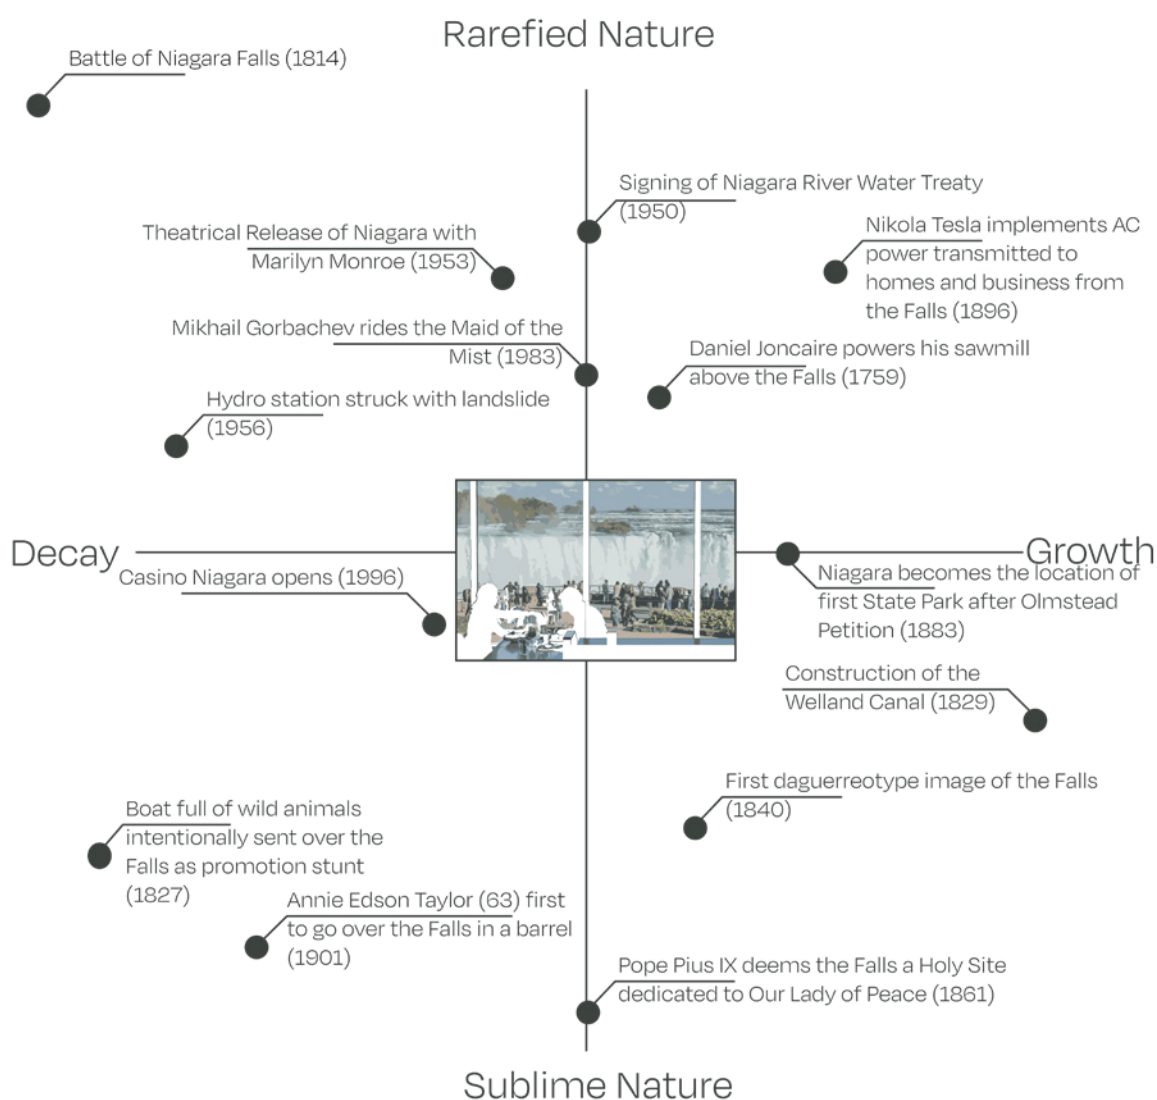 Rarefied Nature
Battle of Niagara Falls (1814)
Signing of Niagara River Water Treaty
(1950)
Nikola Tesla implements AC
power transmitted to
homes and business from
the Falls (1896)
Theatrical Release of Niagara with
Marilyn Monroe (1953)
Mikhail Gorbachev rides the Maid of the
Mist (1983)
Daniel Joncaire powers his sawmill
above the Falls (1759)
Hydro station struck with landslide
(1956)
Decay
Growth
Casino Niagara opens (1996)
Niagara becomes the location of
first State Park after Olmstead
Petition (1883)
Construction of the
Welland Canal (1829)
First daguerreotype image of the Falls
(1840)
Boat full of wild animals
intentionally sent over the
Falls as promotion stunt
(1827)
Annie Edson Taylor (63) first
to go over the Falls in a barrel
(1901)
Pope Pius IX deems the Falls a Holy Site
dedicated to Our Lady of Peace (1861)
Sublime Nature